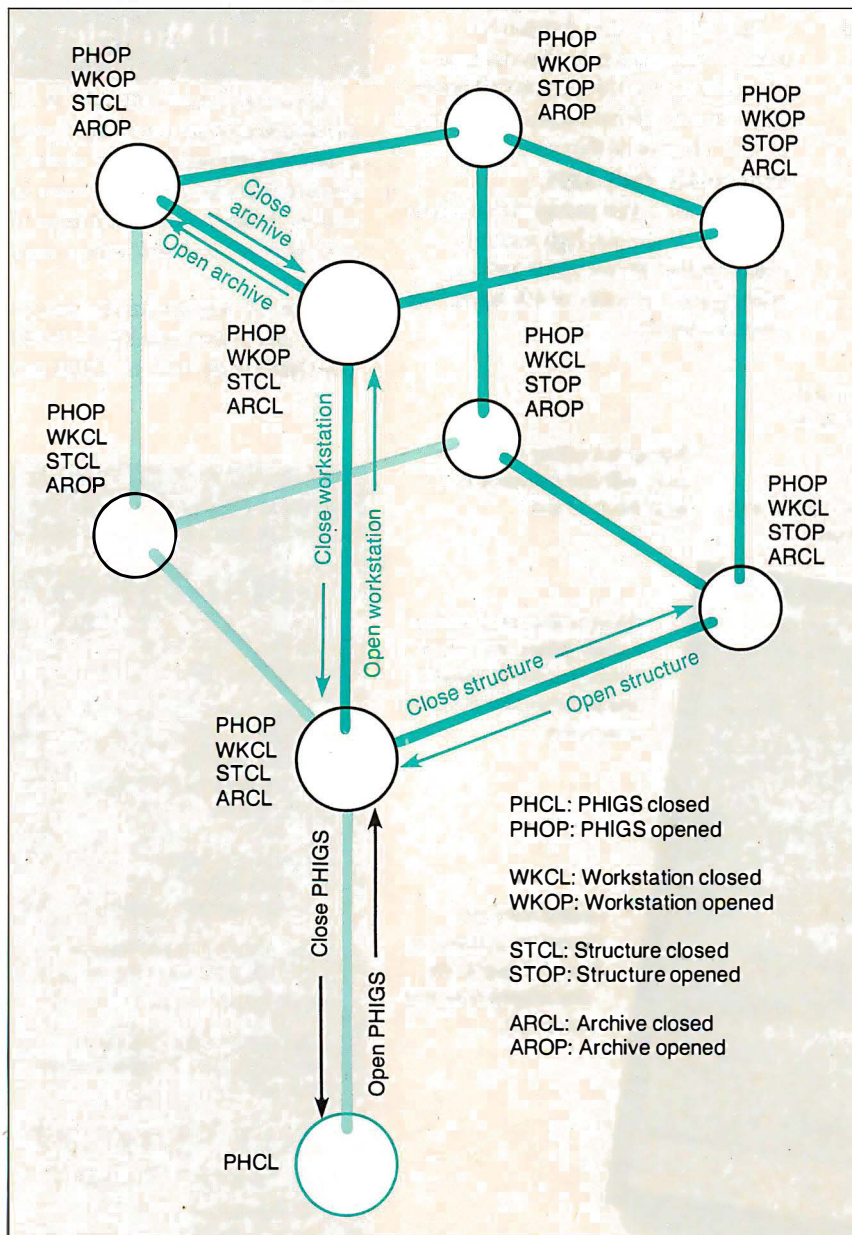 PHOP
WKOP
STCL
AROP
PHOP
WKOP
STOP
AROP
PHOP
WKOP
STOP
ARCL
Close
archive
Open archive
PHOP
WKOP
STCL
ARCL
PHOP
WKCL
STOP
AROP
PHOP
WKCL
STCL
AROP
Close workstation
Open workstation
PHOP
WKCL
STOP
ARCL
Close structure
Open structure
PHOP
WKCL
STCL
ARCL
Close PHIGS
Open PHIGS
PHCL: PHIGS closed
PHOP: PHIGS opened
WKCL: Workstation closed
WKOP: Workstation opened
STCL: Structure closed
STOP: Structure opened
ARCL: Archive closed
AROP: Archive opened
PHCL